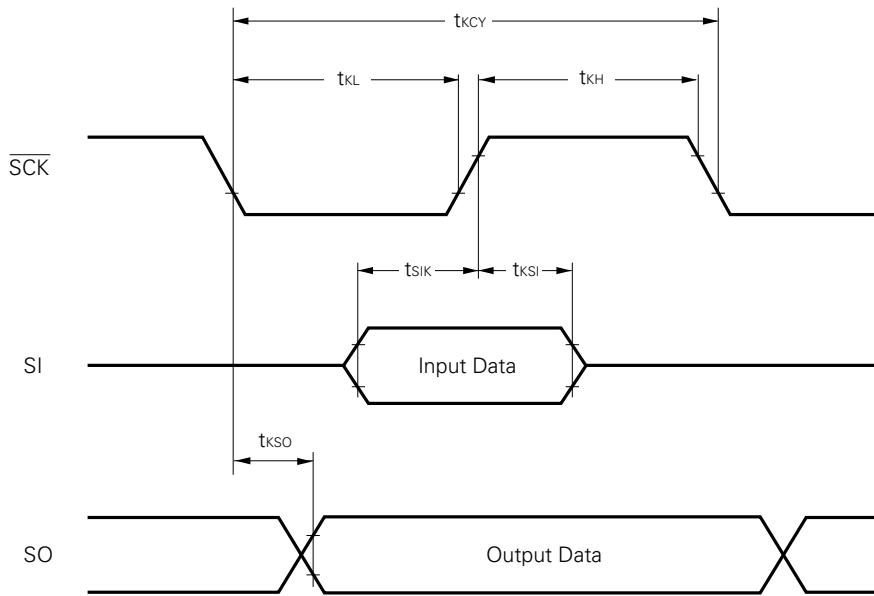 tKCY
tKL
tKH
SCK
tSIK
tKSI
SI
Input Data
tKSO
SO
Output Data